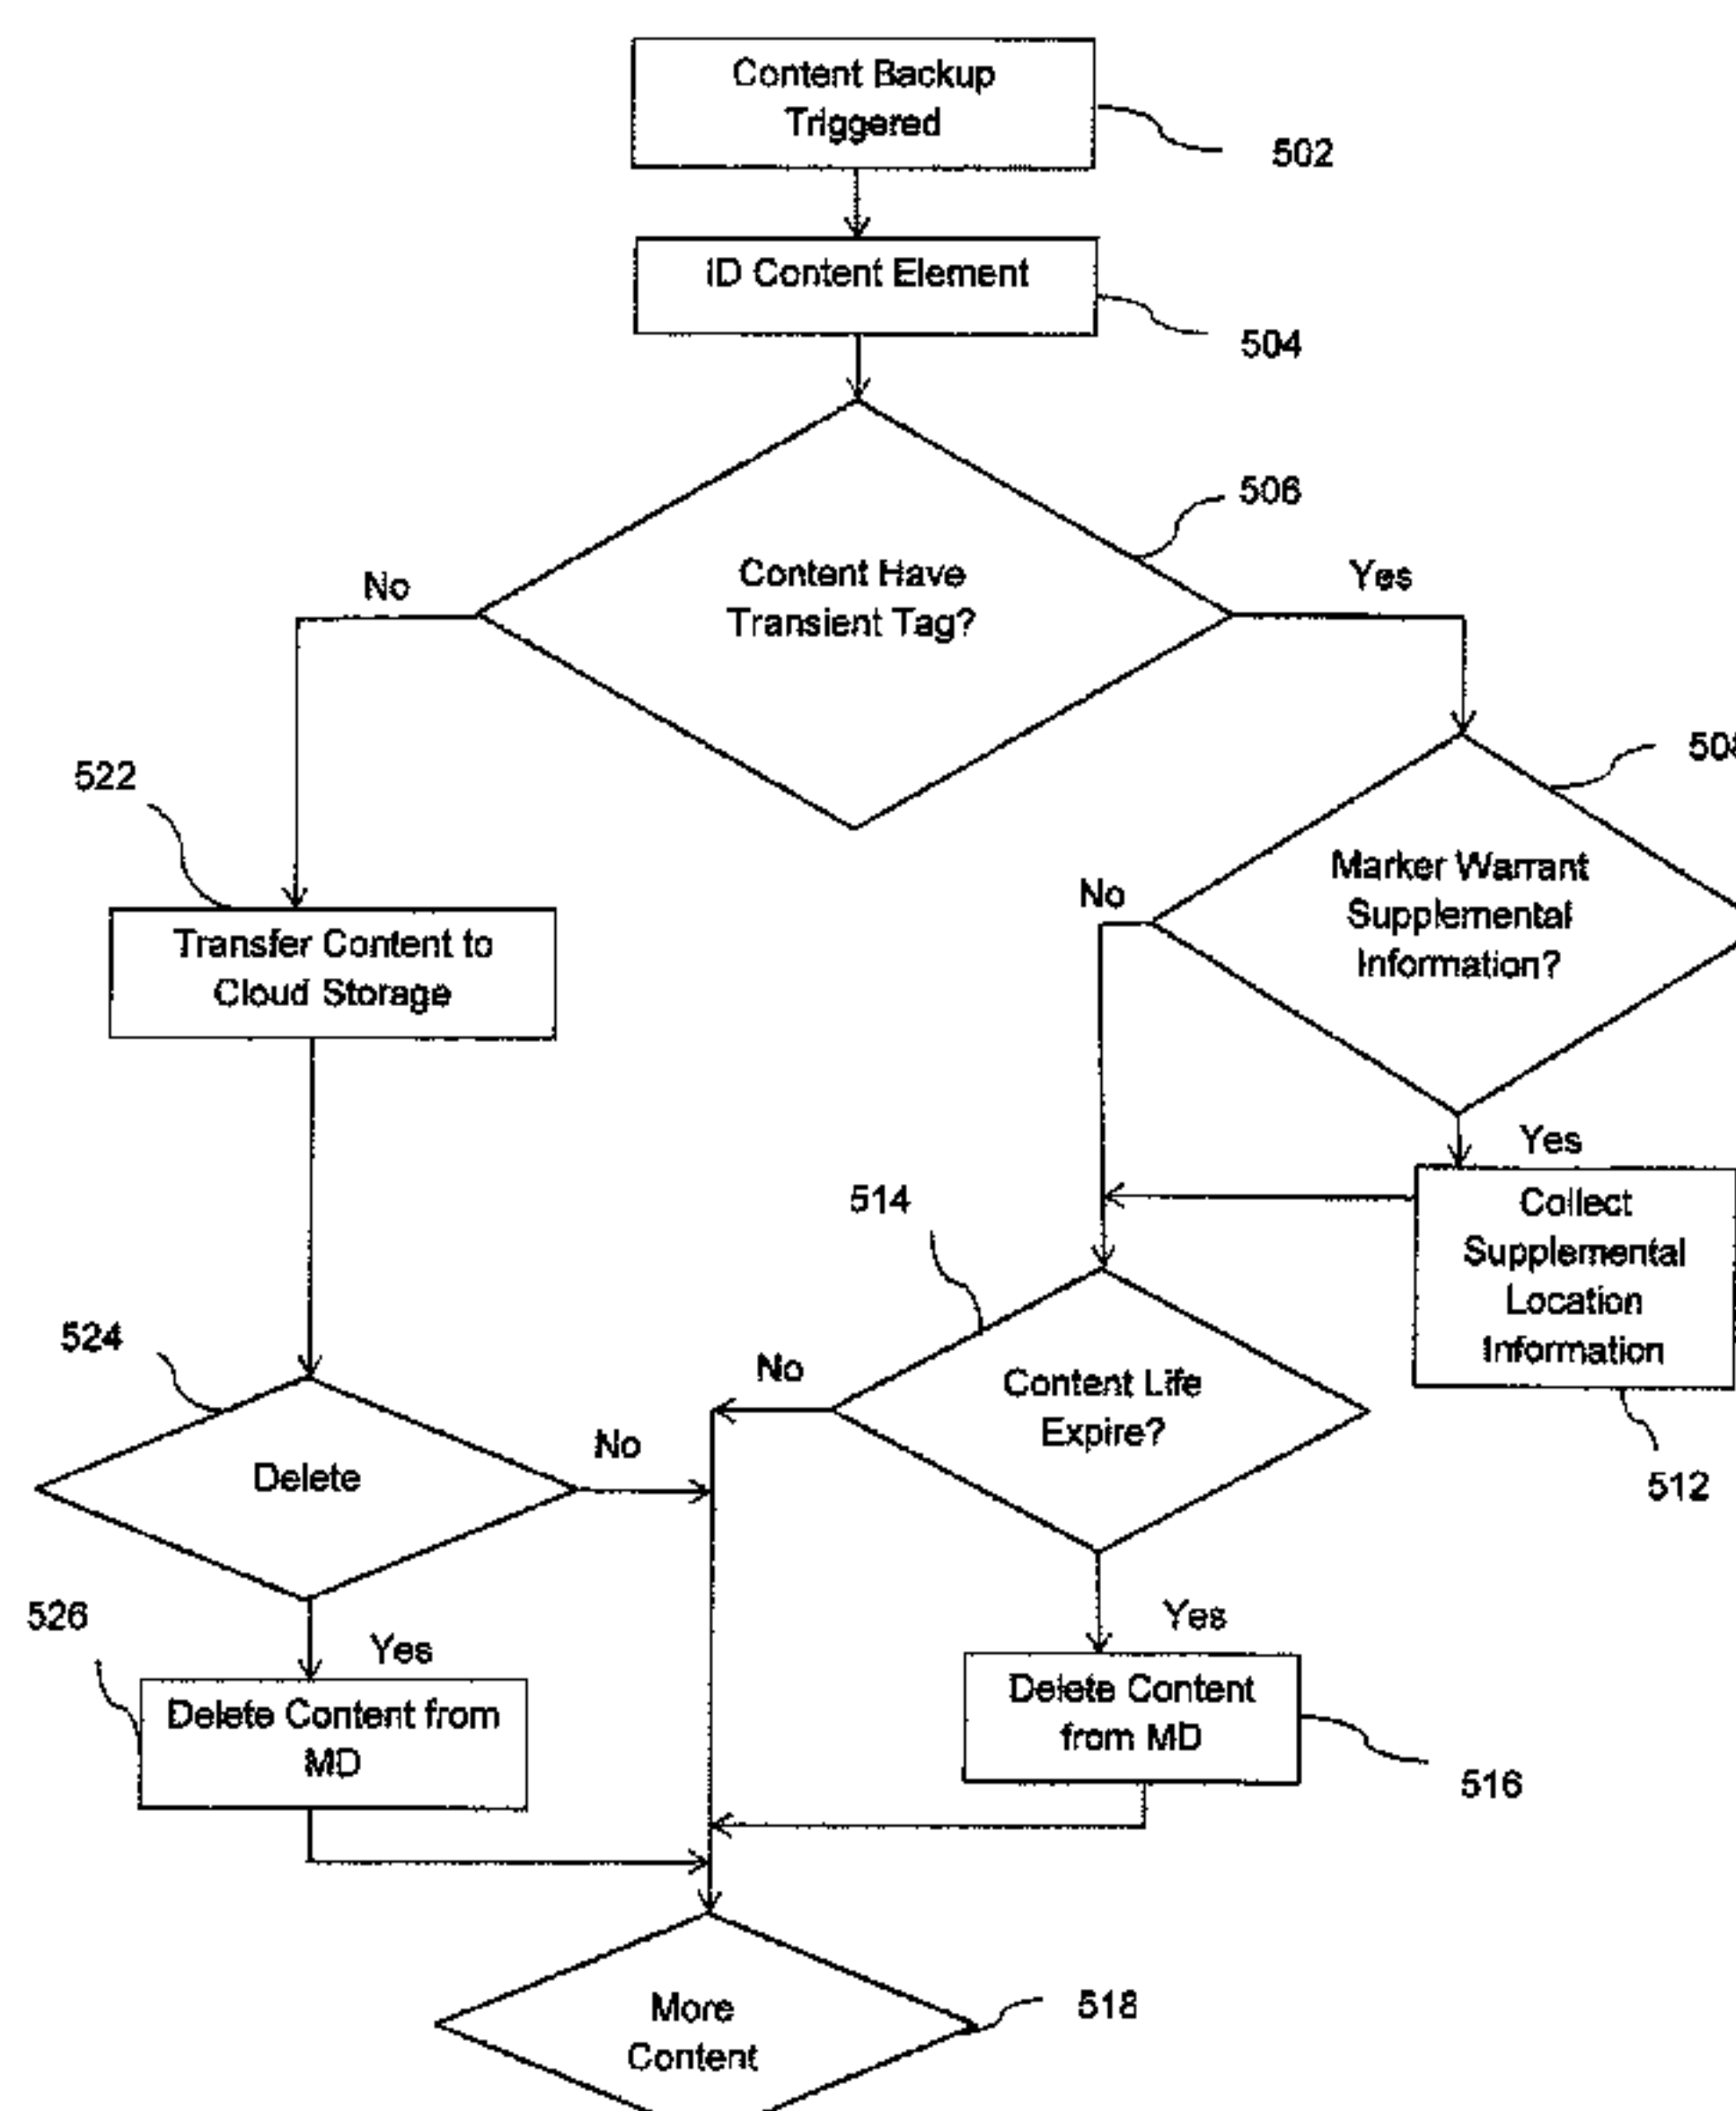 Content Backup
Triggered
502
ID Content Element
504
506
Content Have
Transient Tag?
No
Yes
522
Transfer Content to
Cloud Storage
Marker Warrant
Supplemental
Information?
No
Yes
Collect
Supplemental
Location
Information
512
514
Content Life
Expire?
No
524
Delete
No
Yes
526
Delete Content from
MD
Yes
Delete Content
from MD
516
More
Content
518